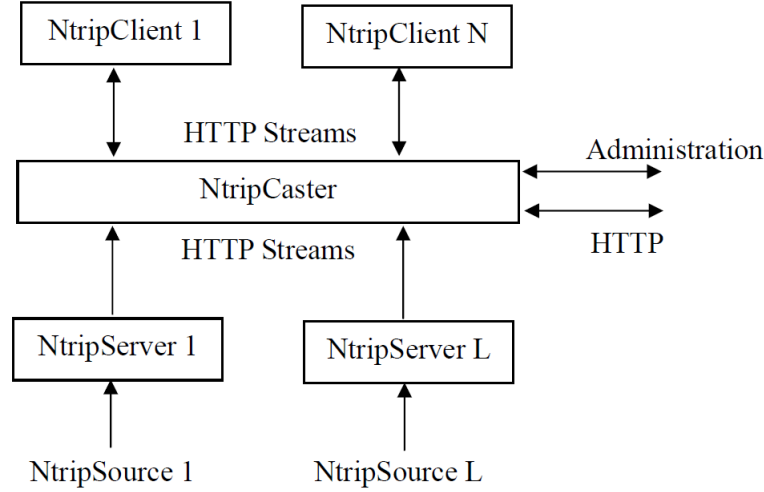 NtripClient 1
NtripClient N
HTTP Streams
Administration
NtripCaster
HTTP Streams
HTTP
NtripServer 1
NtripServer L
NtripSource 1
NtripSource L